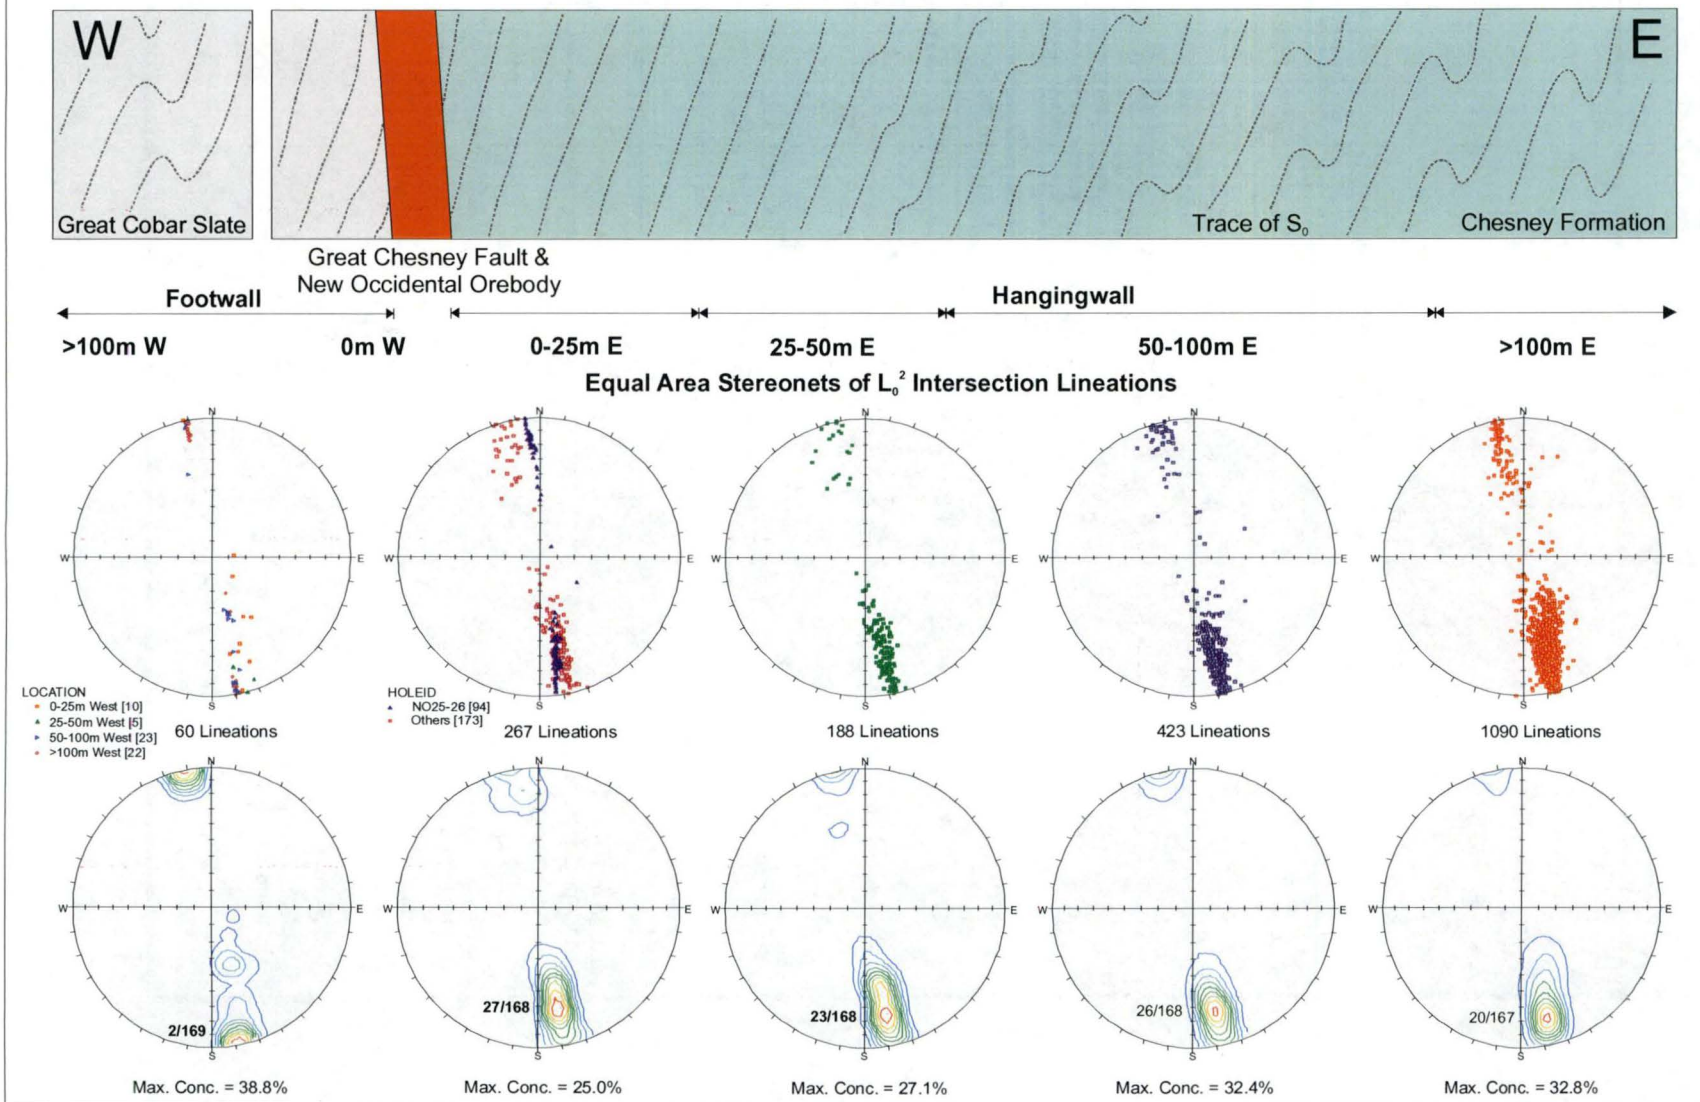 W
E
Great Cobar Slate
Trace of S₀
Chesney Formation
Great Chesney Fault &
New Occidental Orebody
Footwall
Hangingwall
>100m W
0m W
0-25m E
25-50m E
50-100m E
>100m E
Equal Area Stereonets of L₀² Intersection Lineations
N
N
N
N
N
W
E
W
E
W
E
W
E
W
E
S
S
S
S
S
LOCATION
0-25m West [10]
25-50m West [5]
50-100m West [23]
>100m West [22]
60 Lineations
HOLEID
NO25-26 [94]
Others [173]
267 Lineations
188 Lineations
423 Lineations
1090 Lineations
N
N
N
N
N
W
E
W
E
W
E
W
E
W
E
2/169
27/168
23/168
26/168
20/167
S
S
S
S
S
Max. Conc. = 38.8%
Max. Conc. = 25.0%
Max. Conc. = 27.1%
Max. Conc. = 32.4%
Max. Conc. = 32.8%